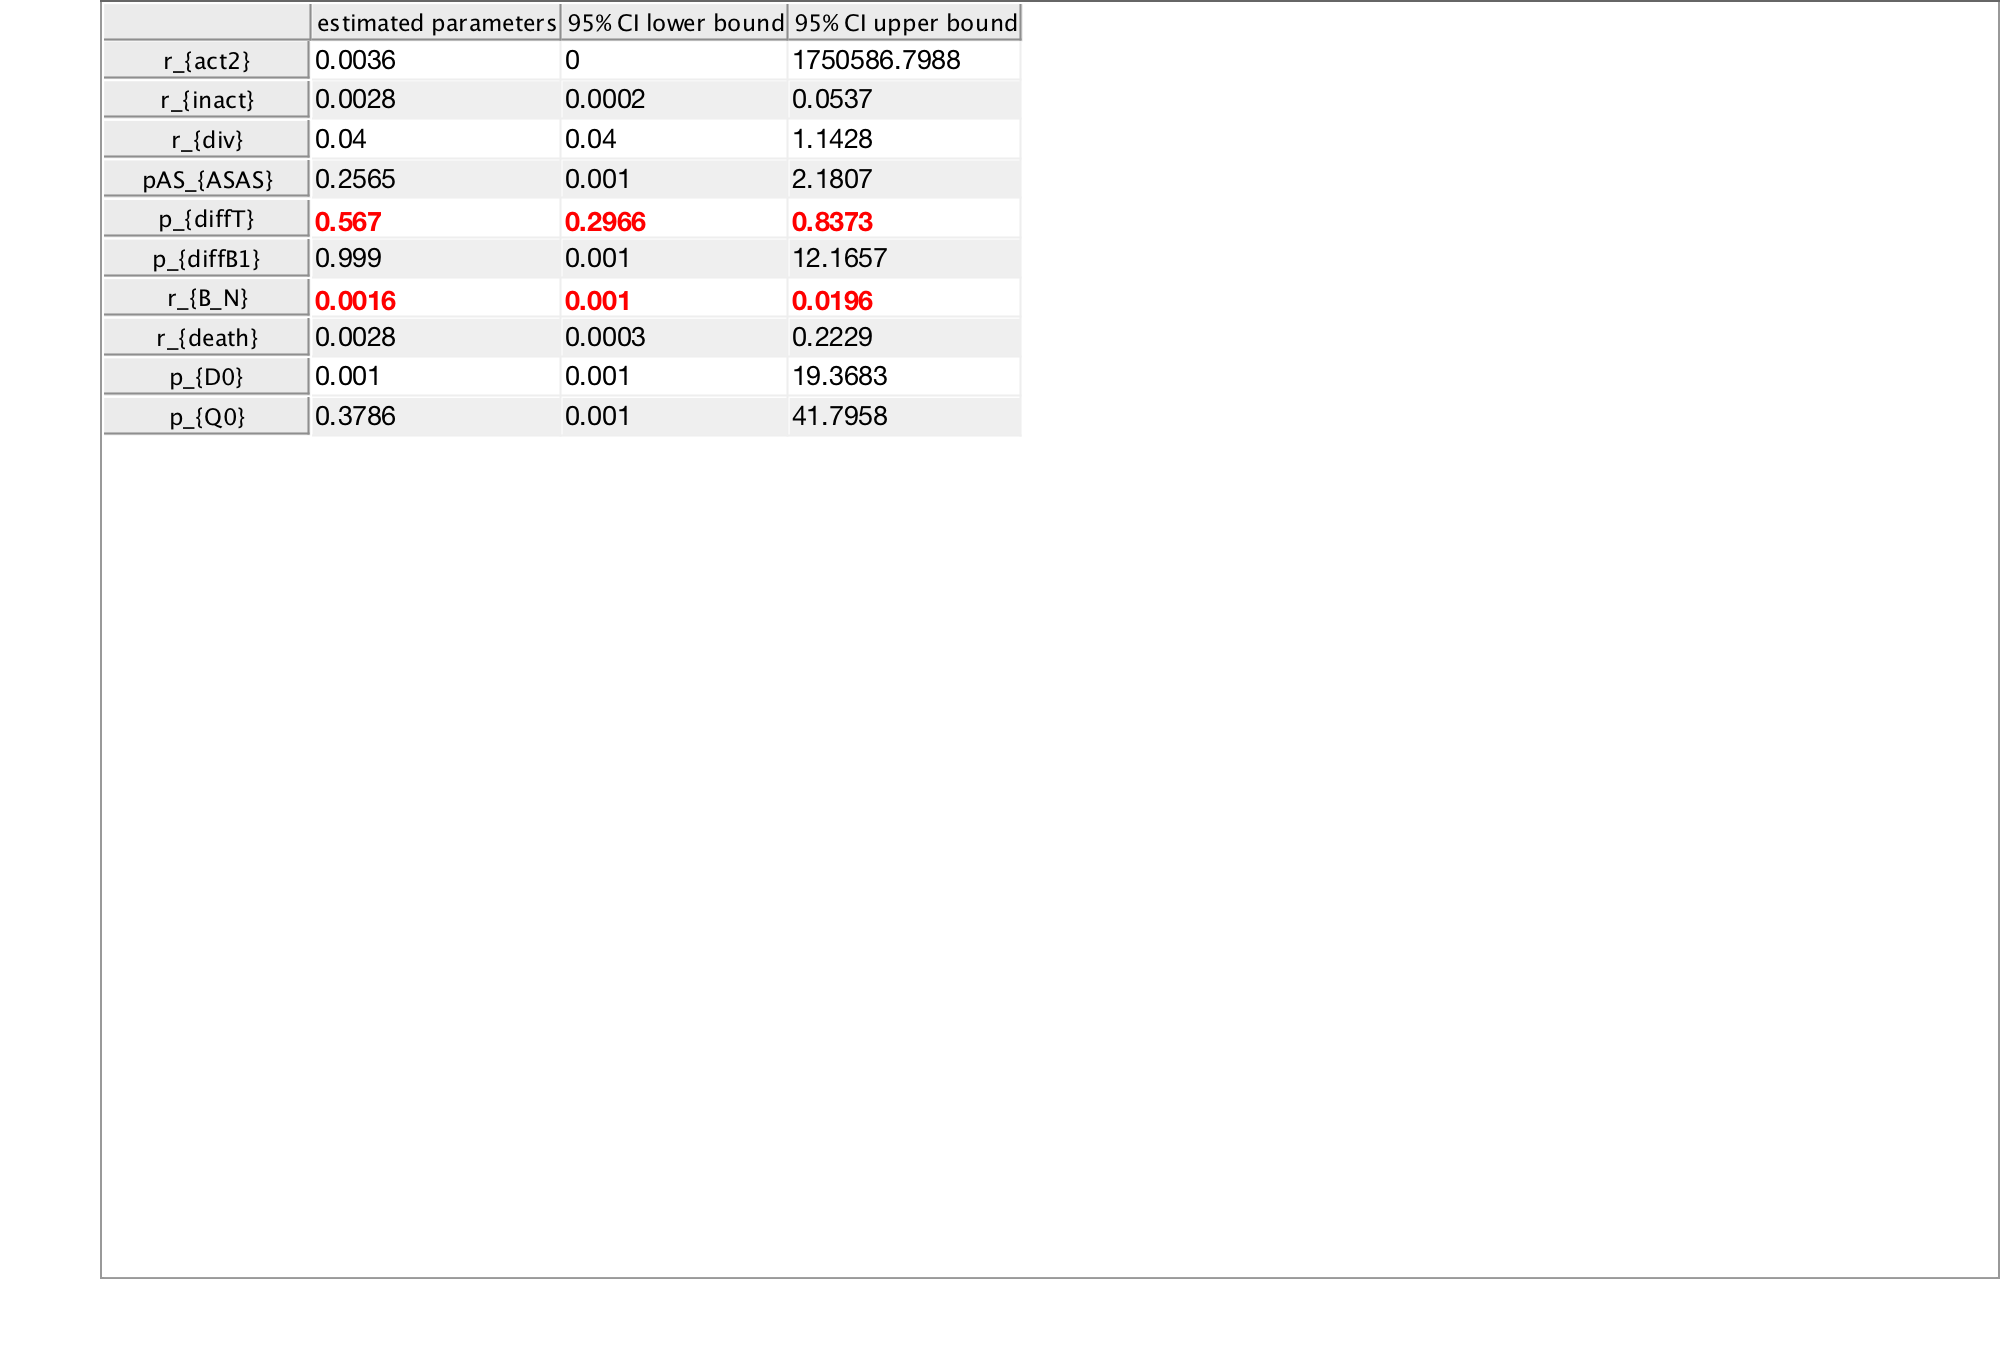 estimated parameters 95% CI lower bound 95% CI upper bound
r_{act2} 0.0036 0 1750586.7988
r_{inact} 0.0028 0.0002 0.0537
r_{div} 0.04 0.04 1.1428
pAS_{ASAS} 0.2565 0.001 2.1807
p_{diffT} 0.567 0.2966 0.8373
p_{diffB1} 0.999 0.001 12.1657
r_{B_N} 0.0016 0.001 0.0196
r_{death} 0.0028 0.0003 0.2229
p_{D0} 0.001 0.001 19.3683
p_{Q0} 0.3786 0.001 41.7958